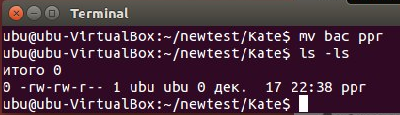 Terminal
ubu@ubu-VirtualBox:~/newtest/Kate$ mv bac ppr
ubu@ubu-VirtualBox:~/newtest/Kate$ ls -ls
итого 0
0 -rw-rw-r-- 1 ubu ubu 0 дек.  17 22:38 ppr
ubu@ubu-VirtualBox:~/newtest/Kate$